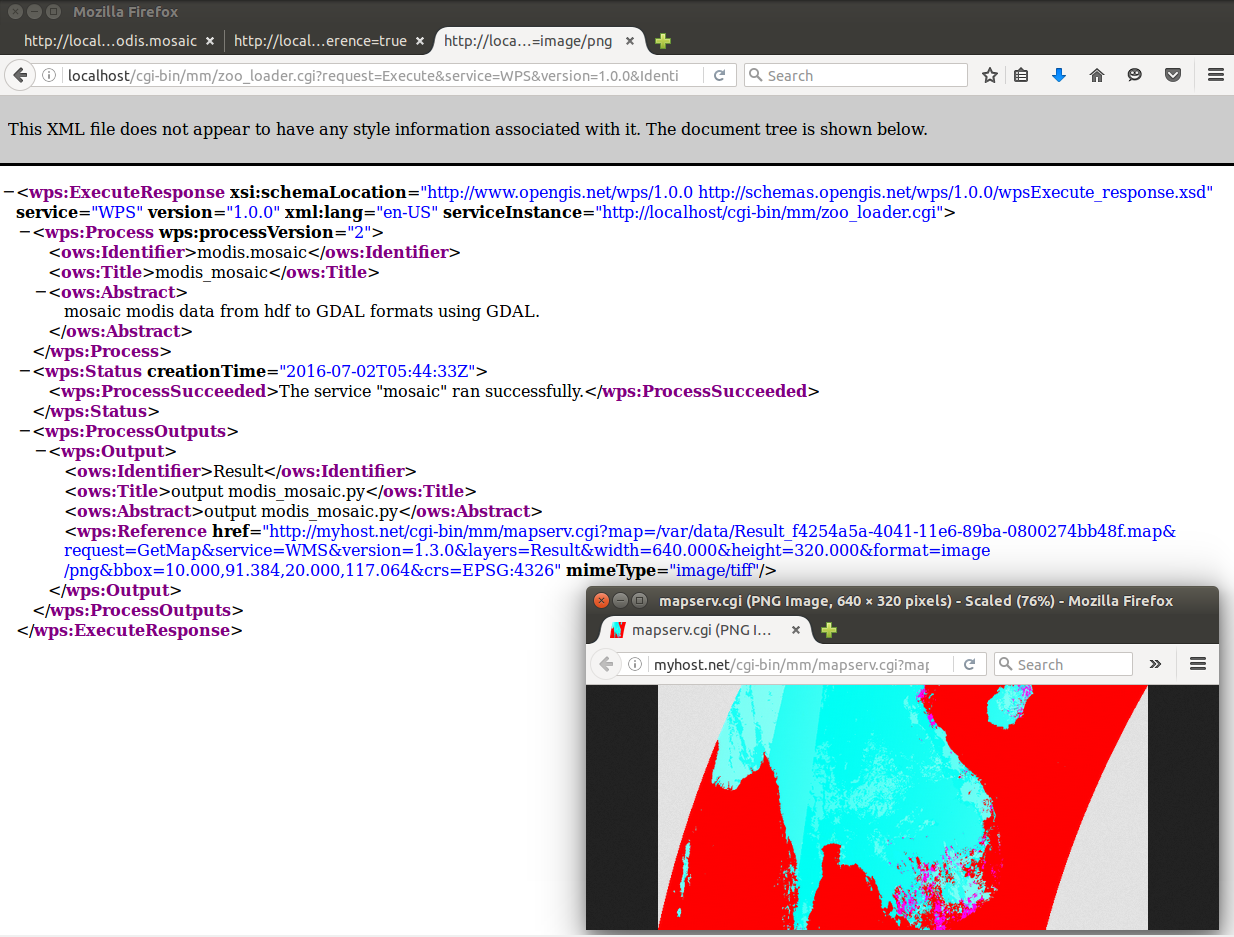 Mozilla Firefox
http://local...odis.mosaic
http://local...erence=true
http://loca...=image/png
localhost/cgi-bin/mm/zoo_loader.cgi?request=Execute&service=WPS&version=1.0.0&Identi
Search
This XML file does not appear to have any style information associated with it. The document tree is shown below.
−<wps:ExecuteResponse xsi:schemaLocation="http://www.opengis.net/wps/1.0.0 http://schemas.opengis.net/wps/1.0.0/wpsExecute_response.xsd"
service="WPS" version="1.0.0" xml:lang="en-US" serviceInstance="http://localhost/cgi-bin/mm/zoo_loader.cgi">
−<wps:Process wps:processVersion="2">
<ows:Identifier>modis.mosaic</ows:Identifier>
<ows:Title>modis_mosaic</ows:Title>
−<ows:Abstract>
mosaic modis data from hdf to GDAL formats using GDAL.
</ows:Abstract>
</wps:Process>
−<wps:Status creationTime="2016-07-02T05:44:33Z">
<wps:ProcessSucceeded>The service "mosaic" ran successfully.</wps:ProcessSucceeded>
</wps:Status>
−<wps:ProcessOutputs>
−<wps:Output>
<ows:Identifier>Result</ows:Identifier>
<ows:Title>output modis_mosaic.py</ows:Title>
<ows:Abstract>output modis_mosaic.py</ows:Abstract>
<wps:Reference href="http://myhost.net/cgi-bin/mm/mapserv.cgi?map=/var/data/Result_f4254a5a-4041-11e6-89ba-0800274bb48f.map&
request=GetMap&service=WMS&version=1.3.0&layers=Result&width=640.000&height=320.000&format=image
/png&bbox=10.000,91.384,20.000,117.064&crs=EPSG:4326" mimeType="image/tiff"/>
</wps:Output>
</wps:ProcessOutputs>
</wps:ExecuteResponse>
mapserv.cgi (PNG Image, 640 × 320 pixels) - Scaled (76%) - Mozilla Firefox
mapserv.cgi (PNG I...
myhost.net/cgi-bin/mm/mapserv.cgi?map
Search